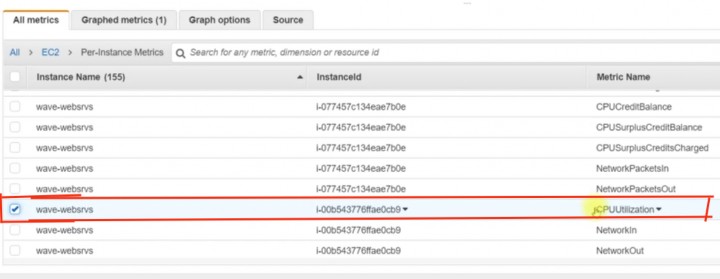 All metrics Graphed metrics (1) Graph options Source
All > EC2 > Per-Instance Metrics Search for any metric, dimension or resource id
Instance Name (155) InstanceId Metric Name
wave-websrvs i-077457c134eae7b0e CPUCreditBalance
wave-websrvs i-077457c134eae7b0e CPUSurplusCreditBalance
wave-websrvs i-077457c134eae7b0e CPUSurplusCreditsCharged
wave-websrvs i-077457c134eae7b0e NetworkPacketsIn
wave-websrvs i-077457c134eae7b0e NetworkPacketsOut
wave-websrvs i-00b543776ffae0cb9 CPUUtilization
wave-websrvs i-00b543776ffae0cb9 NetworkIn
wave-websrvs i-00b543776ffae0cb9 NetworkOut